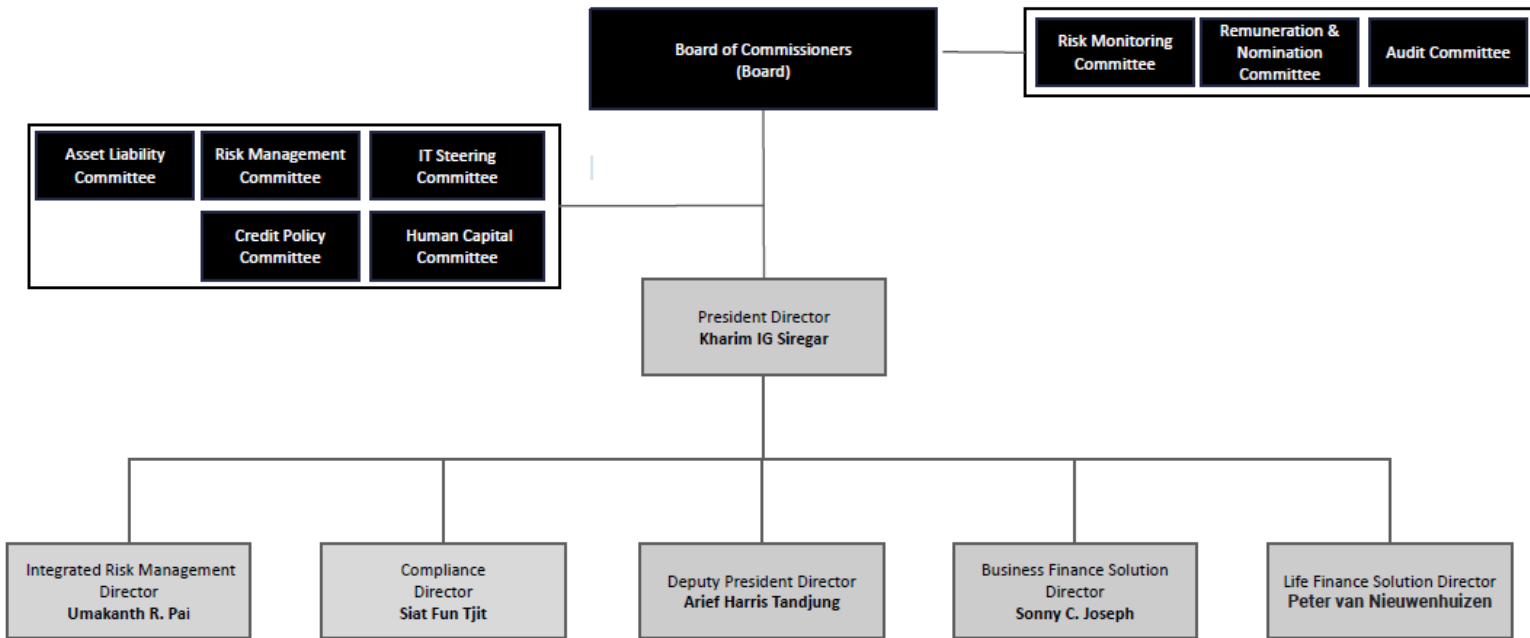 Board of Commissioners
(Board)
Risk Monitoring
Committee
Remuneration &
Nomination
Committee
Audit Committee
Asset Liability
Committee
Risk Management
Committee
IT Steering
Committee
Credit Policy
Committee
Human Capital
Committee
President Director
Kharim IG Siregar
Integrated Risk Management
Director
Umakanth R. Pai
Compliance
Director
Siat Fun Tjit
Deputy President Director
Arief Harris Tandjung
Business Finance Solution
Director
Sonny C. Joseph
Life Finance Solution Director
Peter van Nieuwenhuizen